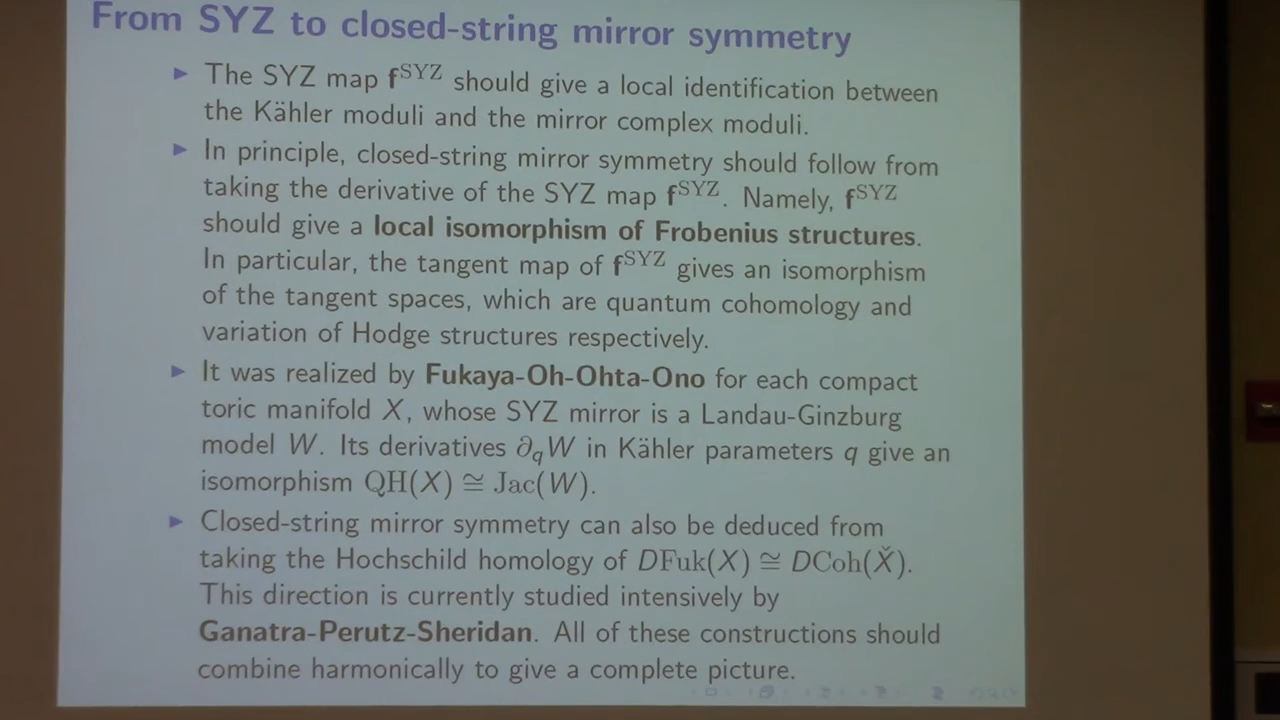 From SYZ to closed-string mirror symmetry
▶ The SYZ map f^SYZ should give a local identification between
the Kähler moduli and the mirror complex moduli.
▶ In principle, closed-string mirror symmetry should follow from
taking the derivative of the SYZ map f^SYZ. Namely, f^SYZ
should give a local isomorphism of Frobenius structures.
In particular, the tangent map of f^SYZ gives an isomorphism
of the tangent spaces, which are quantum cohomology and
variation of Hodge structures respectively.
▶ It was realized by Fukaya-Oh-Ohta-Ono for each compact
toric manifold X, whose SYZ mirror is a Landau-Ginzburg
model W. Its derivatives ∂_qW in Kähler parameters q give an
isomorphism QH(X) ≅ Jac(W).
▶ Closed-string mirror symmetry can also be deduced from
taking the Hochschild homology of DFuk(X) ≅ DCoh(X̌).
This direction is currently studied intensively by
Ganatra-Perutz-Sheridan. All of these constructions should
combine harmonically to give a complete picture.